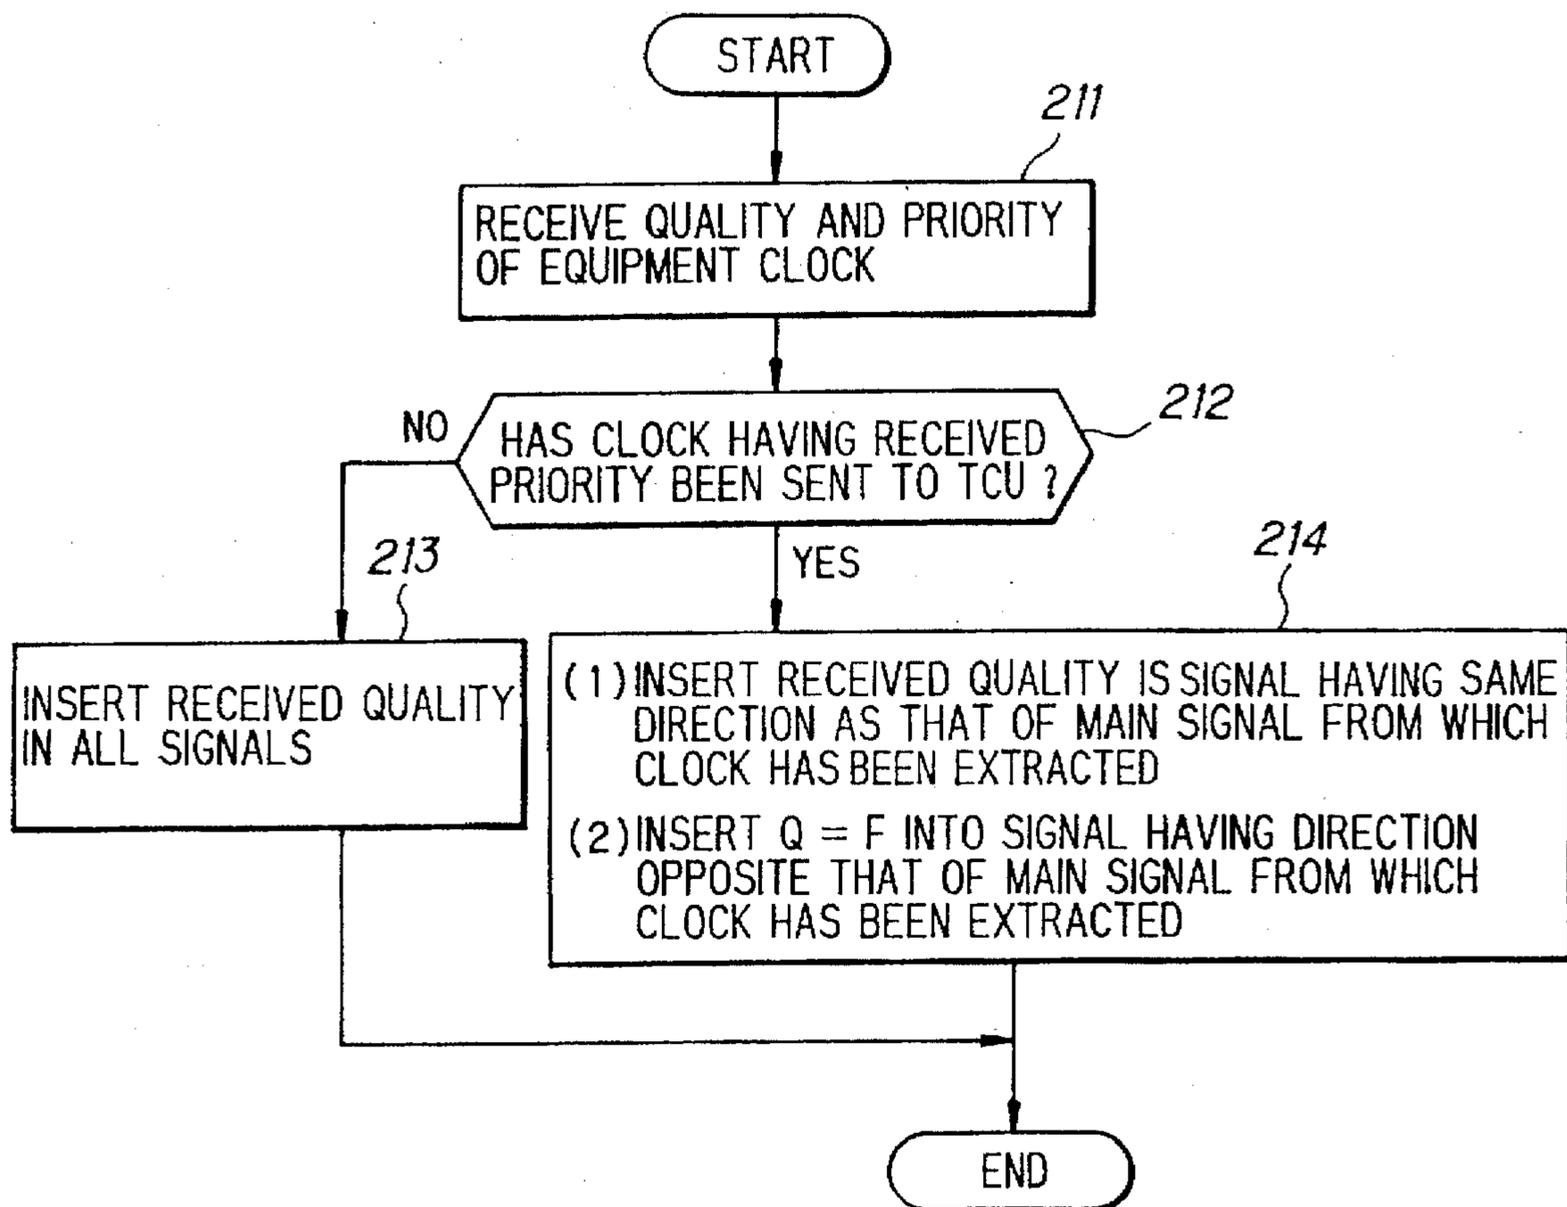 START
211
RECEIVE QUALITY AND PRIORITY
OF EQUIPMENT CLOCK
212
NO
HAS CLOCK HAVING RECEIVED
PRIORITY BEEN SENT TO TCU ?
YES
213
INSERT RECEIVED QUALITY
IN ALL SIGNALS
214
(1) INSERT RECEIVED QUALITY IS SIGNAL HAVING SAME
DIRECTION AS THAT OF MAIN SIGNAL FROM WHICH
CLOCK HAS BEEN EXTRACTED
(2) INSERT Q = F INTO SIGNAL HAVING DIRECTION
OPPOSITE THAT OF MAIN SIGNAL FROM WHICH
CLOCK HAS BEEN EXTRACTED
END